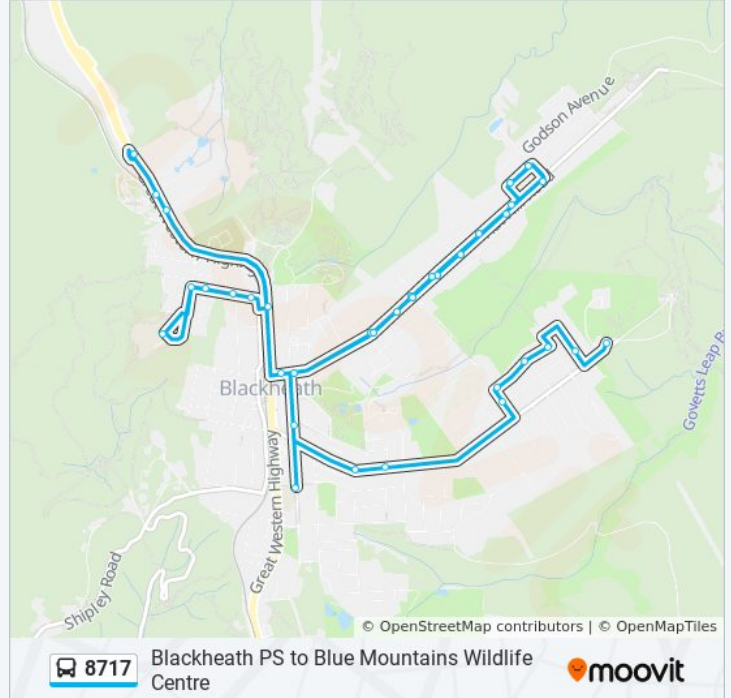 Godson Avenue
Blackheath
Govetts Leap R
Great Western Highway
Shipley Road
© OpenStreetMap contributors | © OpenMapTiles
8717
Blackheath PS to Blue Mountains Wildlife
Centre
moovit